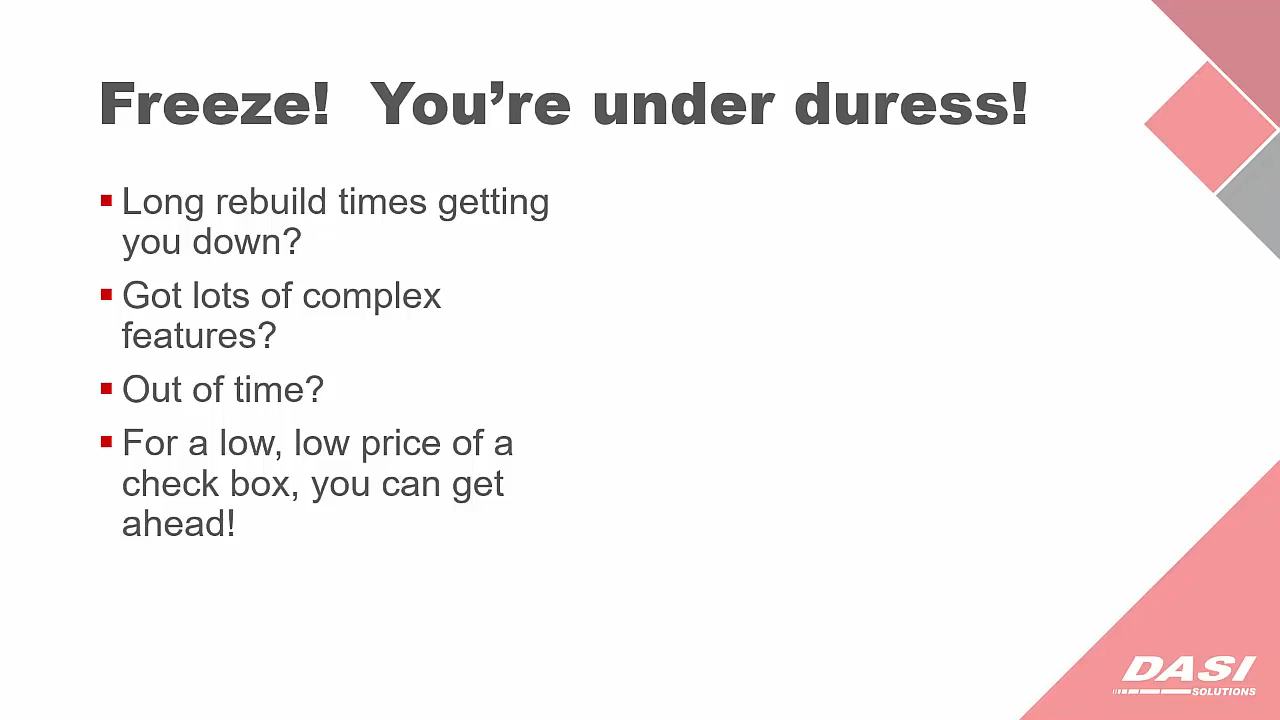 Freeze!  You’re under duress!
Long rebuild times getting
you down?
Got lots of complex
features?
Out of time?
For a low, low price of a
check box, you can get
ahead!
DASI
SOLUTIONS